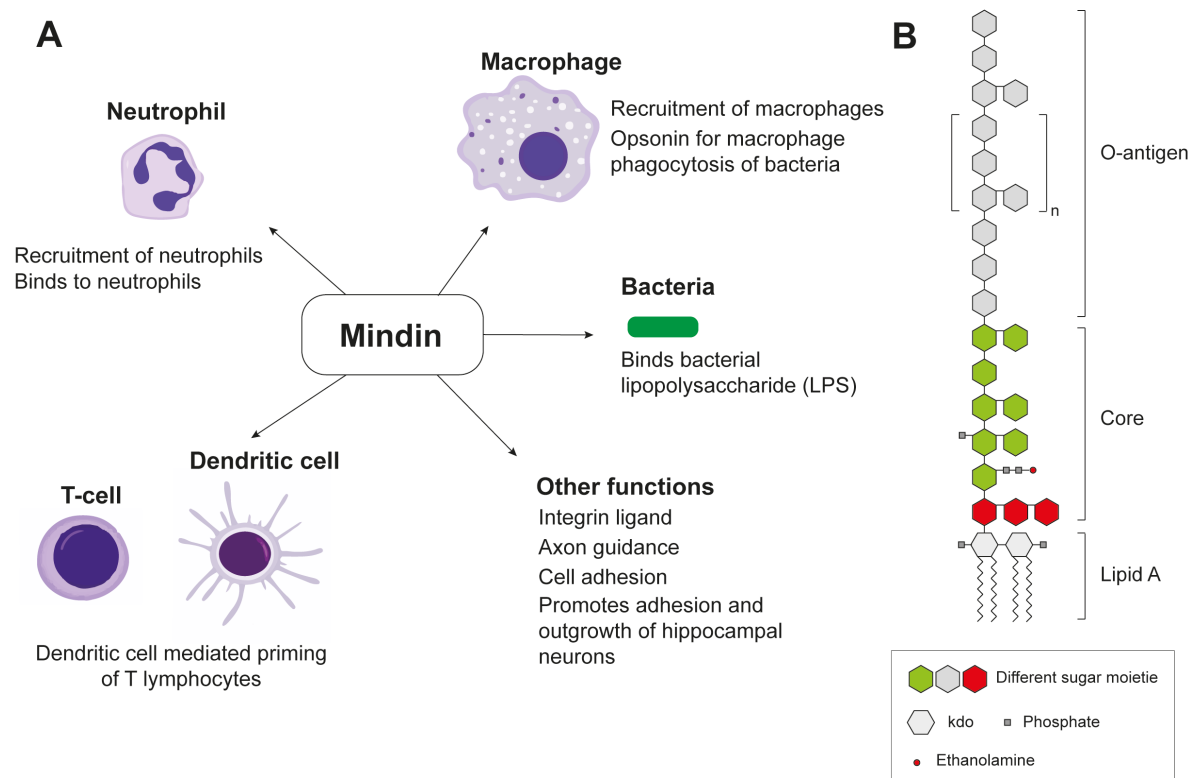 A
Neutrophil
Recruitment of neutrophils
Binds to neutrophils
Macrophage
Recruitment of macrophages
Opsonin for macrophage
phagocytosis of bacteria
Mindin
Bacteria
Binds bacterial
lipopolysaccharide (LPS)
T-cell
Dendritic cell
Dendritic cell mediated priming
of T lymphocytes
Other functions
Integrin ligand
Axon guidance
Cell adhesion
Promotes adhesion and
outgrowth of hippocampal
neurons
B
O-antigen
n
Core
Lipid A
Different sugar moietie
kdo
Phosphate
Ethanolamine